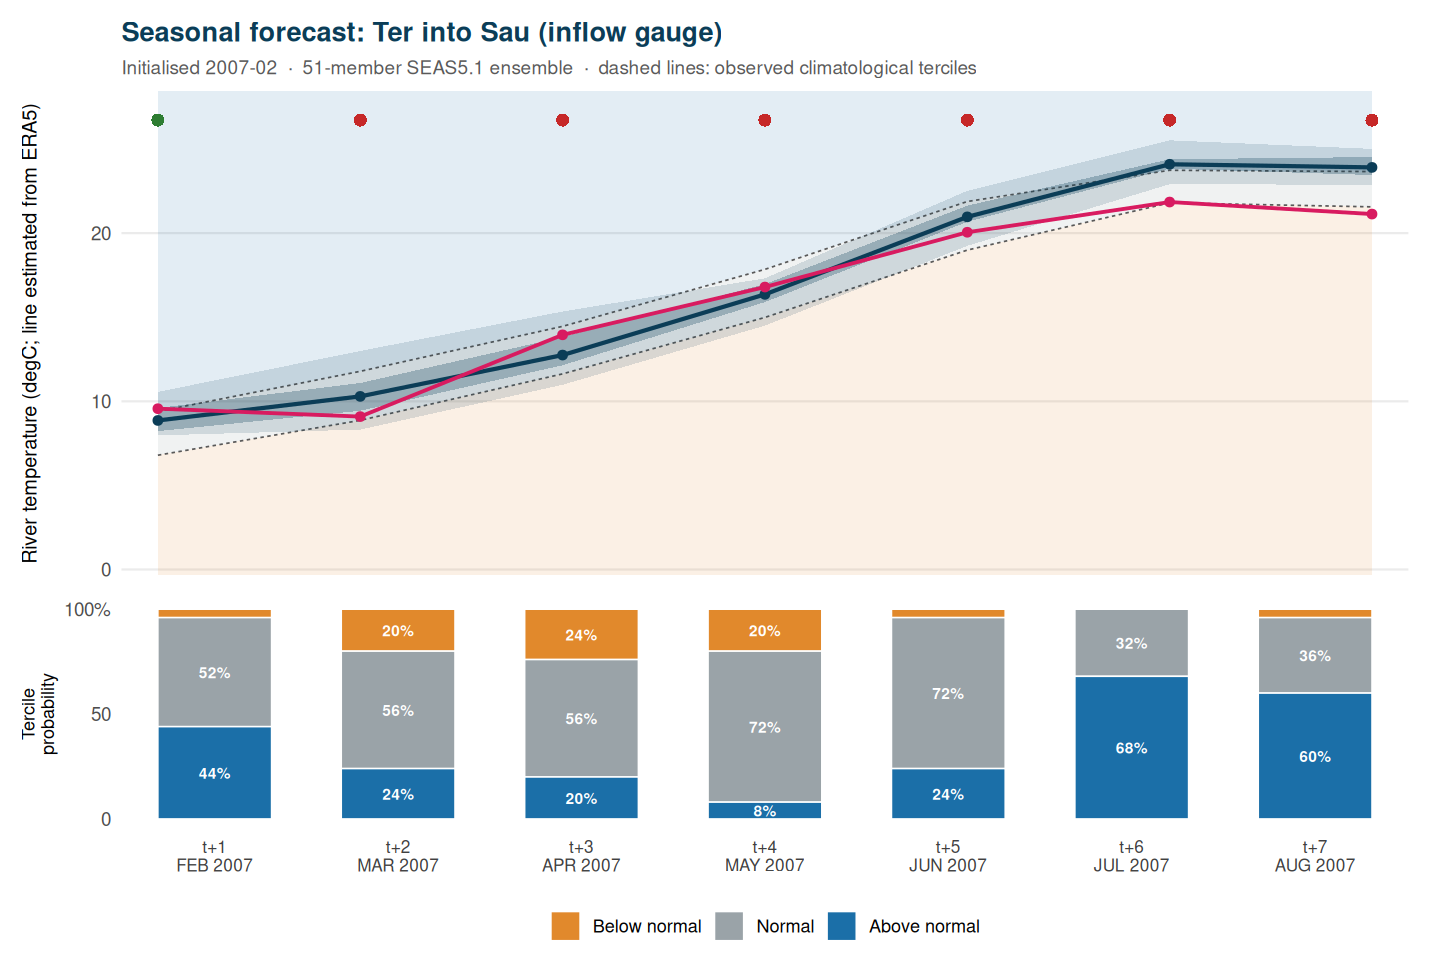 Seasonal forecast: Ter into Sau (inflow gauge)
Initialised 2007-02 · 51-member SEAS5.1 ensemble · dashed lines: observed climatological terciles
River temperature (degC; line estimated from ERA5)
20
10
0
Tercile
probability
100%
50
0
52%
44%
20%
56%
24%
24%
56%
20%
20%
72%
8%
72%
24%
32%
68%
36%
60%
t+1
FEB 2007
t+2
MAR 2007
t+3
APR 2007
t+4
MAY 2007
t+5
JUN 2007
t+6
JUL 2007
t+7
AUG 2007
Below normal
Normal
Above normal